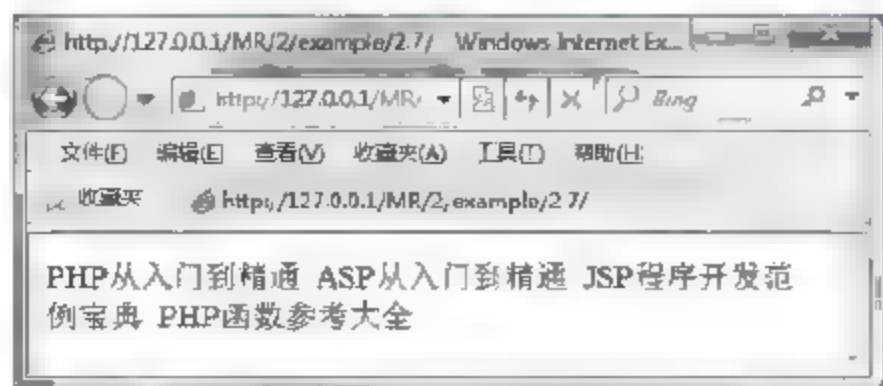 http://127.0.0.1/MR/2/example/2.7/ Windows Internet Ex...
http://127.0.0.1/MR/ Bing
文件(F) 编辑(E) 查看(V) 收藏夹(A) 工具(T) 帮助(H)
收藏夹 http://127.0.0.1/MR/2/example/2.7/
PHP从入门到精通 ASP从入门到精通 JSP程序开发范
例宝典 PHP函数参考大全